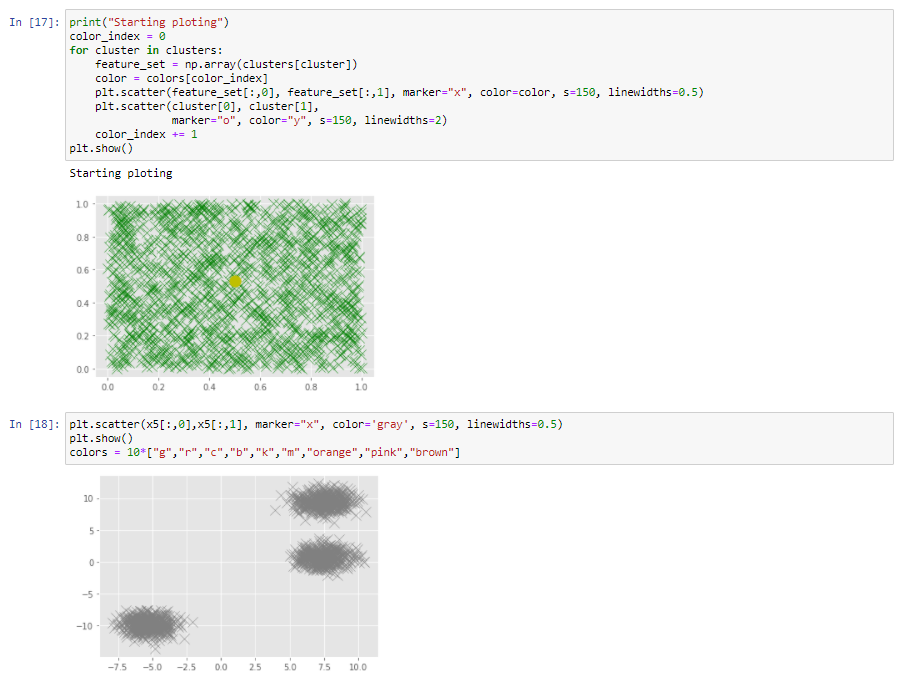 In [17]: print("Starting ploting")
color_index = 0
for cluster in clusters:
    feature_set = np.array(clusters[cluster])
    color = colors[color_index]
    plt.scatter(feature_set[:,0], feature_set[:,1], marker="x", color=color, s=150, linewidths=0.5)
    plt.scatter(cluster[0], cluster[1],
                marker="o", color="y", s=150, linewidths=2)
    color_index += 1
plt.show()
Starting ploting
1.0
0.8
0.6
0.4
0.2
0.0
0.0 0.2 0.4 0.6 0.8 1.0
In [18]: plt.scatter(x5[:,0],x5[:,1], marker="x", color='gray', s=150, linewidths=0.5)
plt.show()
colors = 10*["g","r","c","b","k","m","orange","pink","brown"]
10
5
0
−5
−10
−7.5 −5.0 −2.5 0.0 2.5 5.0 7.5 10.0